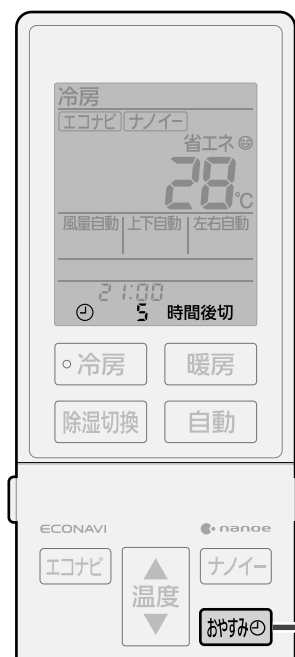 冷房
エコナビ ナノイー
省エネ
28℃
風量自動 上下自動 左右自動
21:00
5 時間後切
冷房 暖房
除湿切換 自動
ECONAVI nanoe
エコナビ 温度 ナノイー
おやすみ